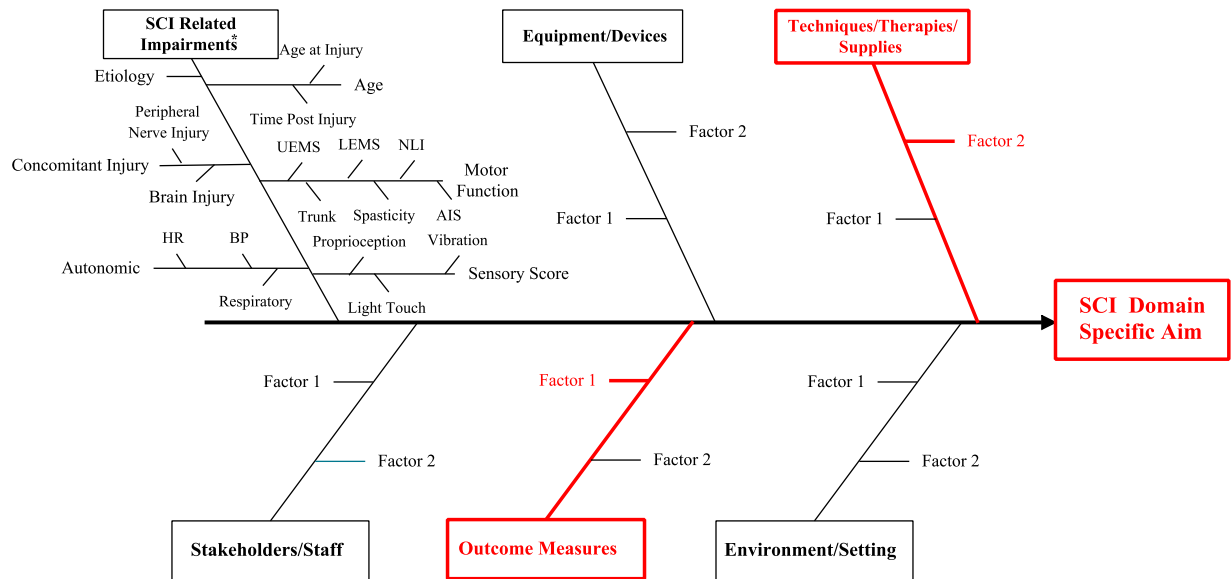 SCI Related
Impairments*
Equipment/Devices
Techniques/Therapies/
Supplies
Etiology
Age at Injury
Age
Time Post Injury
Peripheral
Nerve Injury
Concomitant Injury
Brain Injury
UEMS
LEMS
NLI
Motor
Function
Trunk
Spasticity
AIS
HR
BP
Autonomic
Respiratory
Proprioception
Vibration
Sensory Score
Light Touch
Factor 2
Factor 1
Factor 2
Factor 1
SCI Domain
Specific Aim
Factor 1
Factor 2
Factor 1
Factor 2
Factor 1
Factor 2
Stakeholders/Staff
Outcome Measures
Environment/Setting